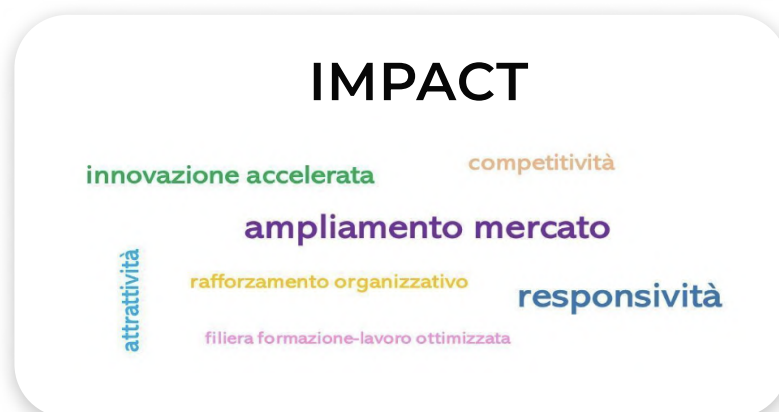 IMPACT
competitività
innovazione accelerata
ampliamento mercato
attrattività
rafforzamento organizzativo
responsività
filiera formazione-lavoro ottimizzata